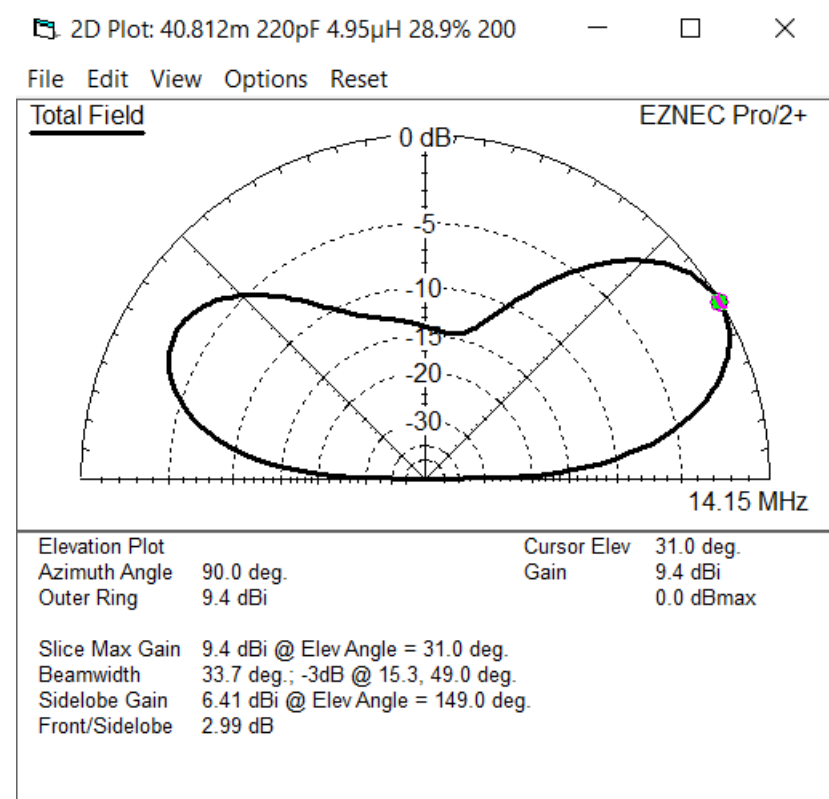 2D Plot: 40.812m 220pF 4.95µH 28.9% 200
File Edit View Options Reset
Total Field
EZNEC Pro/2+
0 dB
-5
-10
-15
-20
-30
14.15 MHz
Elevation Plot Cursor Elev 31.0 deg.
Azimuth Angle 90.0 deg. Gain 9.4 dBi
Outer Ring 9.4 dBi 0.0 dBmax
Slice Max Gain 9.4 dBi @ Elev Angle = 31.0 deg.
Beamwidth 33.7 deg.; -3dB @ 15.3, 49.0 deg.
Sidelobe Gain 6.41 dBi @ Elev Angle = 149.0 deg.
Front/Sidelobe 2.99 dB